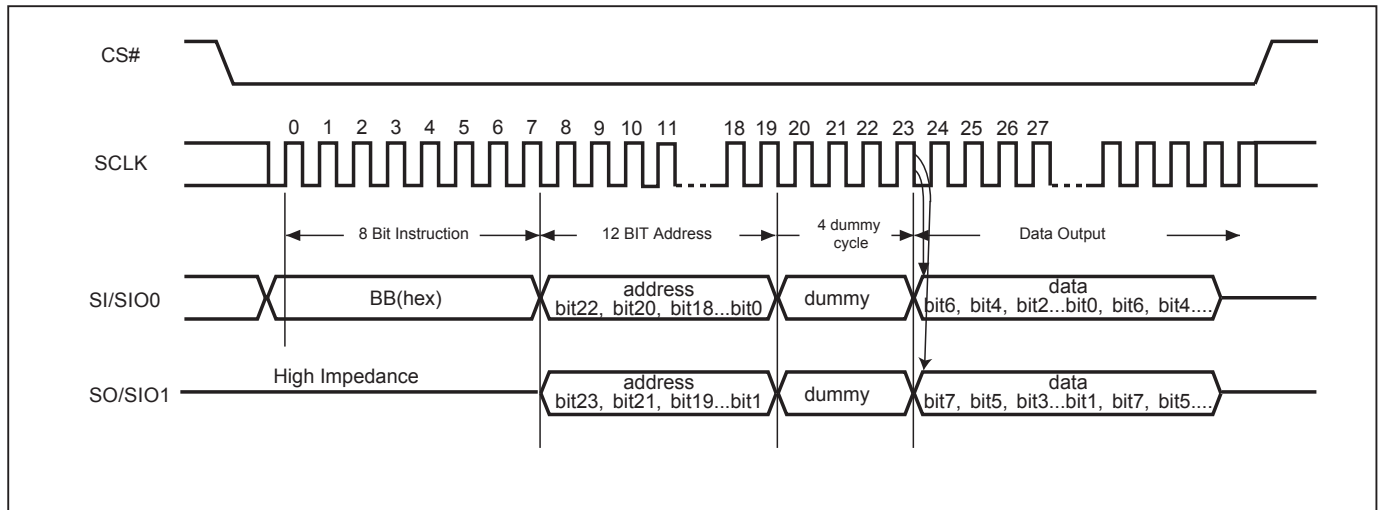 CS#
0 1 2 3 4 5 6 7 8 9 10 11 18 19 20 21 22 23 24 25 26 27
SCLK
8 Bit Instruction
12 BIT Address
4 dummy
cycle
Data Output
SI/SIO0
BB(hex)
address
bit22, bit20, bit18...bit0
dummy
data
bit6, bit4, bit2...bit0, bit6, bit4....
SO/SIO1
High Impedance
address
bit23, bit21, bit19...bit1
dummy
data
bit7, bit5, bit3...bit1, bit7, bit5....